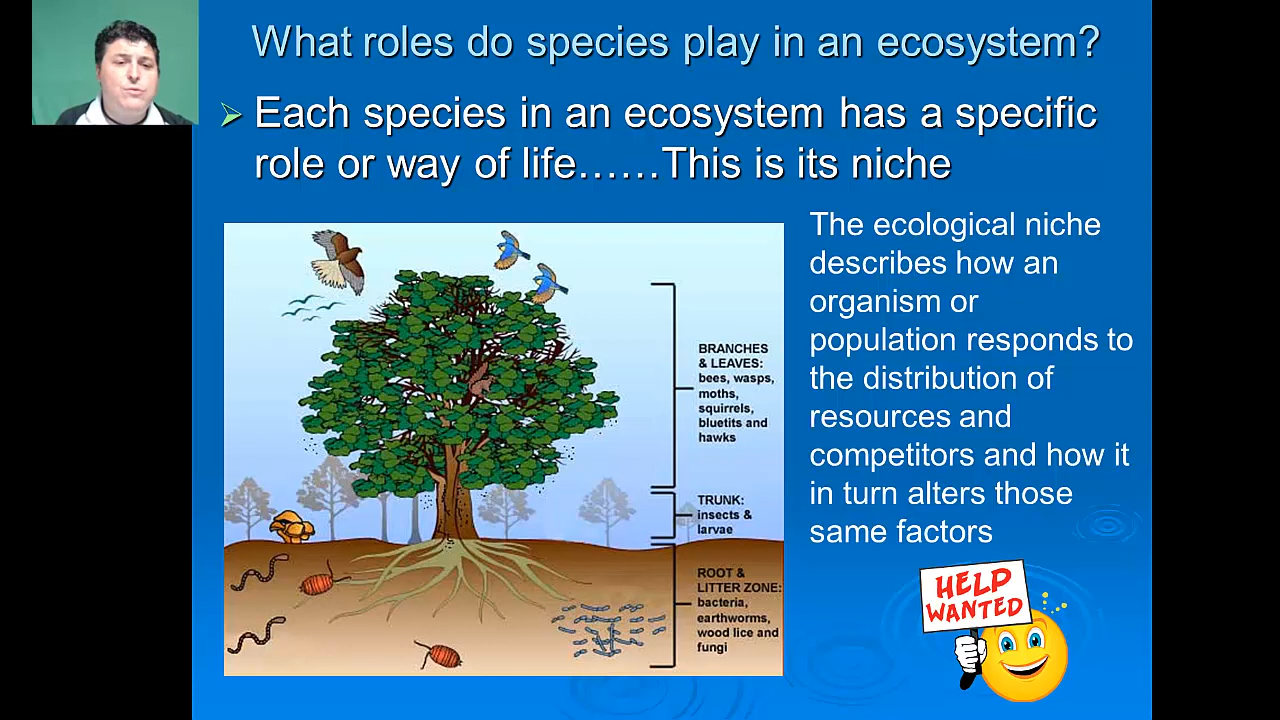 What roles do species play in an ecosystem?
Each species in an ecosystem has a specific
role or way of life……This is its niche
The ecological niche
describes how an
organism or
population responds to
the distribution of
resources and
competitors and how it
in turn alters those
same factors
BRANCHES
& LEAVES:
bees, wasps,
moths,
squirrels,
bluetits and
hawks
TRUNK:
insects &
larvae
ROOT &
LITTER ZONE:
bacteria,
earthworms,
wood lice and
fungi
HELP
WANTED